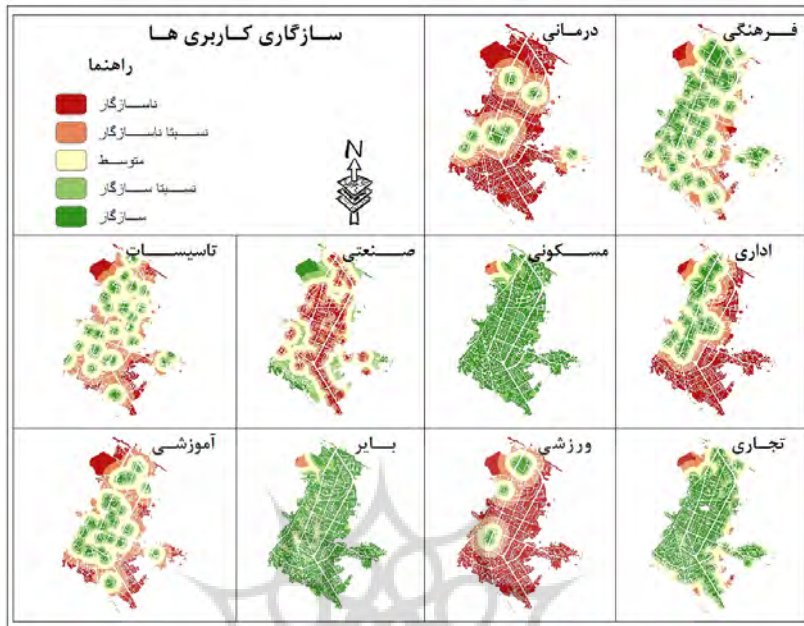 سازگاری کاربری ها
راهنما
ناسازگار
نسبتا ناسازگار
متوسط
نسبتا سازگار
سازگار
N
درمانی
فرهنگی
تاسیسات
صنعتی
مسکونی
اداری
آموزشی
بایر
ورزشی
تجاری